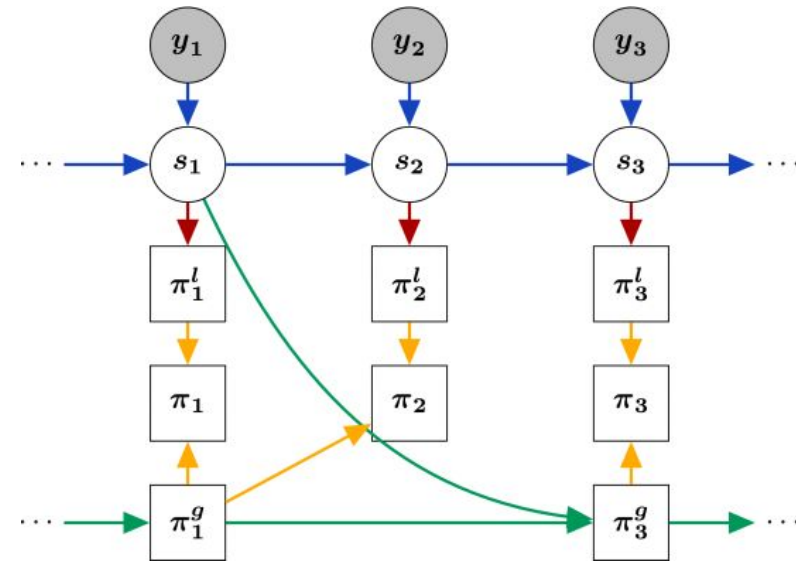 y₁ y₂ y₃
⋯ s₁ s₂ s₃ ⋯
π₁ˡ π₂ˡ π₃ˡ
π₁ π₂ π₃
⋯ π₁ᵍ π₃ᵍ ⋯